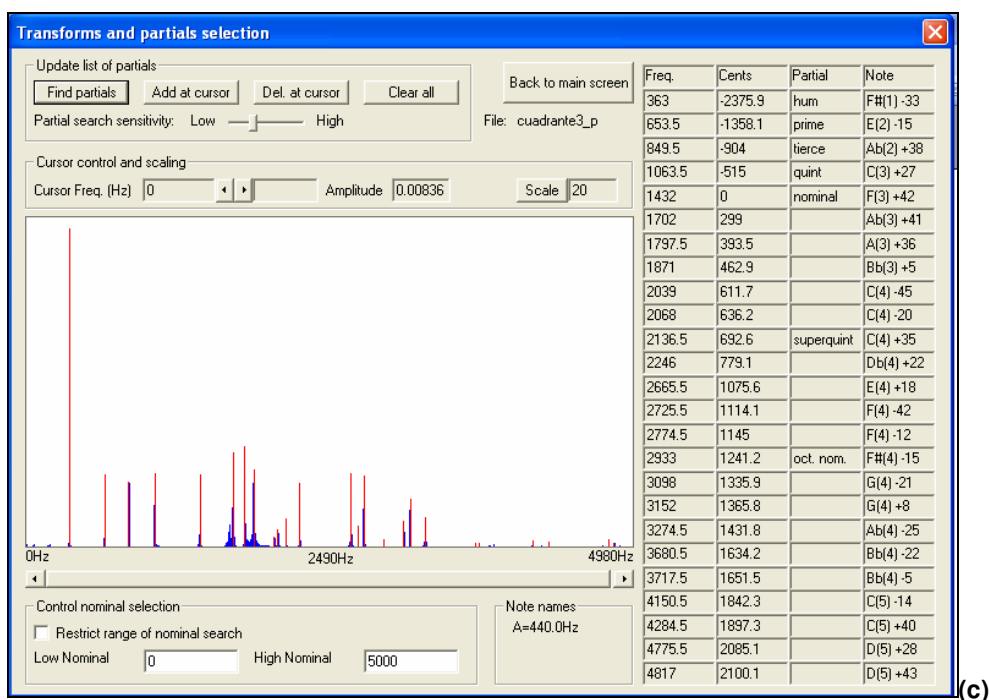 Transforms and partials selection
Update list of partials
Find partials Add at cursor Del. at cursor Clear all
Back to main screen
Partial search sensitivity: Low High
File: cuadrante3_p
Cursor control and scaling
Cursor Freq. (Hz) 0 Amplitude 0.00836 Scale 20
0Hz 2490Hz 4980Hz
Control nominal selection
Restrict range of nominal search
Low Nominal 0 High Nominal 5000
Note names
A=440.0Hz
Freq. Cents Partial Note
363 -2375.9 hum F#(1) -33
653.5 -1358.1 prime E(2) -15
849.5 -904 tierce Ab(2) +38
1063.5 -515 quint C(3) +27
1432 0 nominal F(3) +42
1702 299 Ab(3) +41
1797.5 393.5 A(3) +36
1871 462.9 Bb(3) +5
2039 611.7 C(4) -45
2068 636.2 C(4) -20
2136.5 692.6 superquint C(4) +35
2246 779.1 Db(4) +22
2665.5 1075.6 E(4) +18
2725.5 1114.1 F(4) -42
2774.5 1145 F(4) -12
2933 1241.2 oct. nom. F#(4) -15
3098 1335.9 G(4) -21
3152 1365.8 G(4) +8
3274.5 1431.8 Ab(4) -25
3680.5 1634.2 Bb(4) -22
3717.5 1651.5 Bb(4) -5
4150.5 1842.3 C(5) -14
4284.5 1897.3 C(5) +40
4775.5 2085.1 D(5) +28
4817 2100.1 D(5) +43
(c)